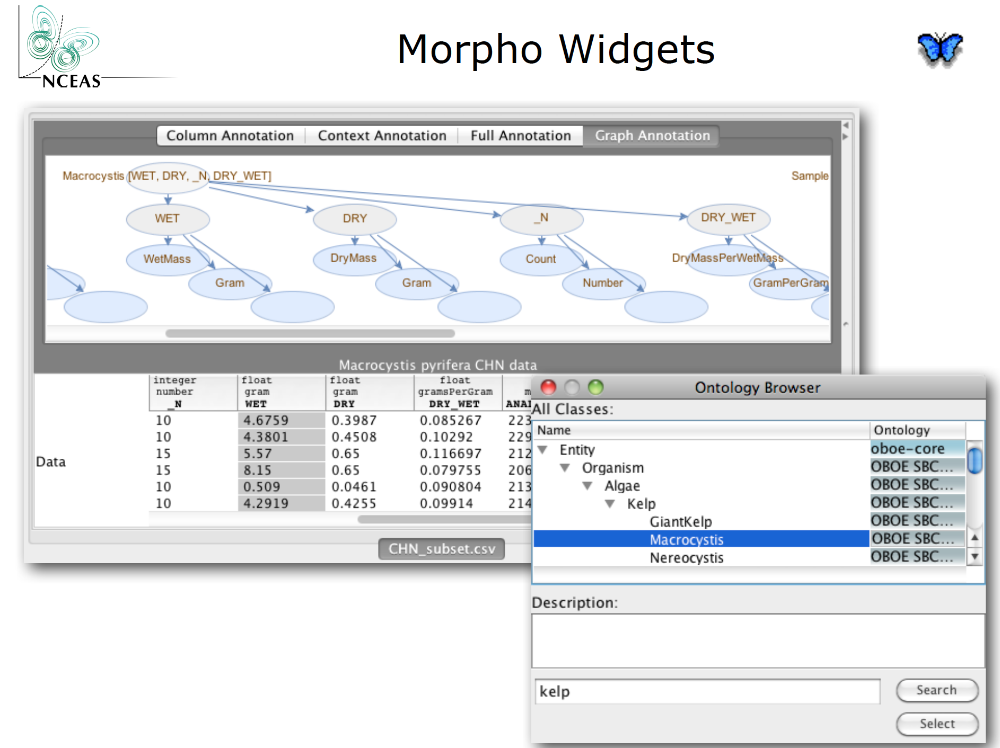 NCEAS
Morpho Widgets
Column Annotation Context Annotation Full Annotation Graph Annotation
Macrocystis [WET, DRY, _N, DRY_WET] Sample
WET DRY _N DRY_WET
WetMass DryMass Count DryMassPerWetMass
Gram Gram Number GramPerGram
Macrocystis pyrifera CHN data
integer float float float
number gram gram gramsPerGram m
_N WET DRY DRY_WET
10 4.6759 0.3987 0.085267 223
10 4.3801 0.4508 0.10292 229
15 5.57 0.65 0.116697 212
Data
15 8.15 0.65 0.079755 206
10 0.509 0.0461 0.090804 213
10 4.2919 0.4255 0.09914 214
CHN_subset.csv
Ontology Browser
All Classes:
Name Ontology
Entity oboe-core
Organism OBOE SBC...
Algae OBOE SBC...
Kelp OBOE SBC...
GiantKelp OBOE SBC...
Macrocystis OBOE SBC...
Nereocystis OBOE SBC...
Description:
kelp Search
Select